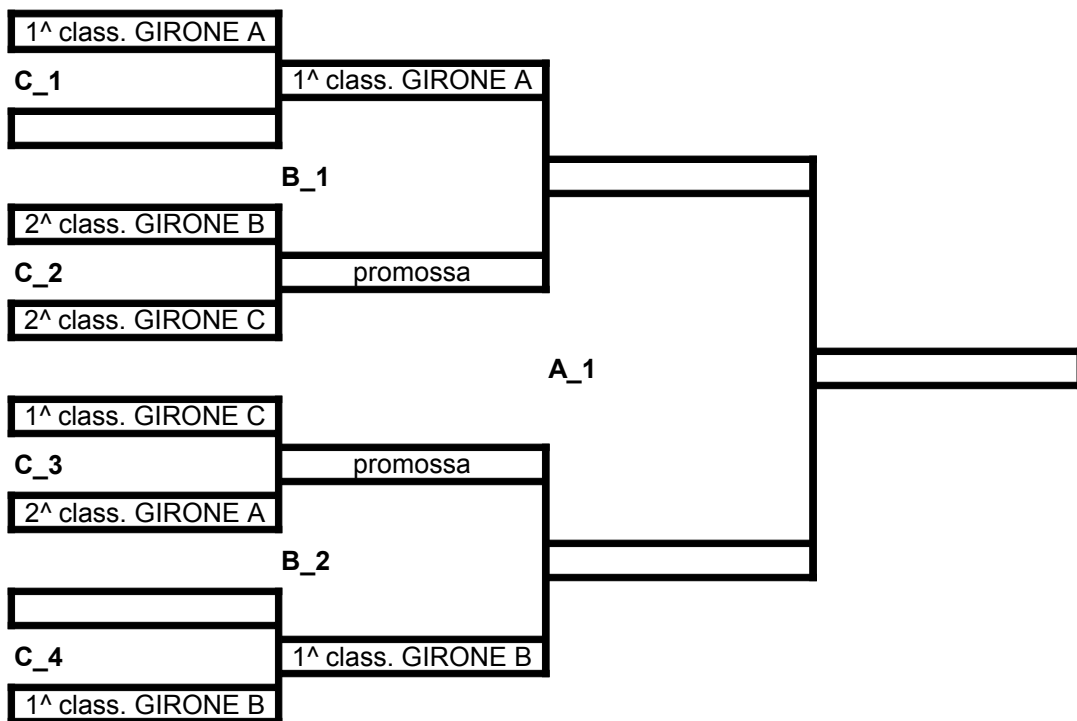 1^ class. GIRONE A
C_1
1^ class. GIRONE A
B_1
2^ class. GIRONE B
C_2
promossa
2^ class. GIRONE C
A_1
1^ class. GIRONE C
C_3
promossa
2^ class. GIRONE A
B_2
C_4
1^ class. GIRONE B
1^ class. GIRONE B